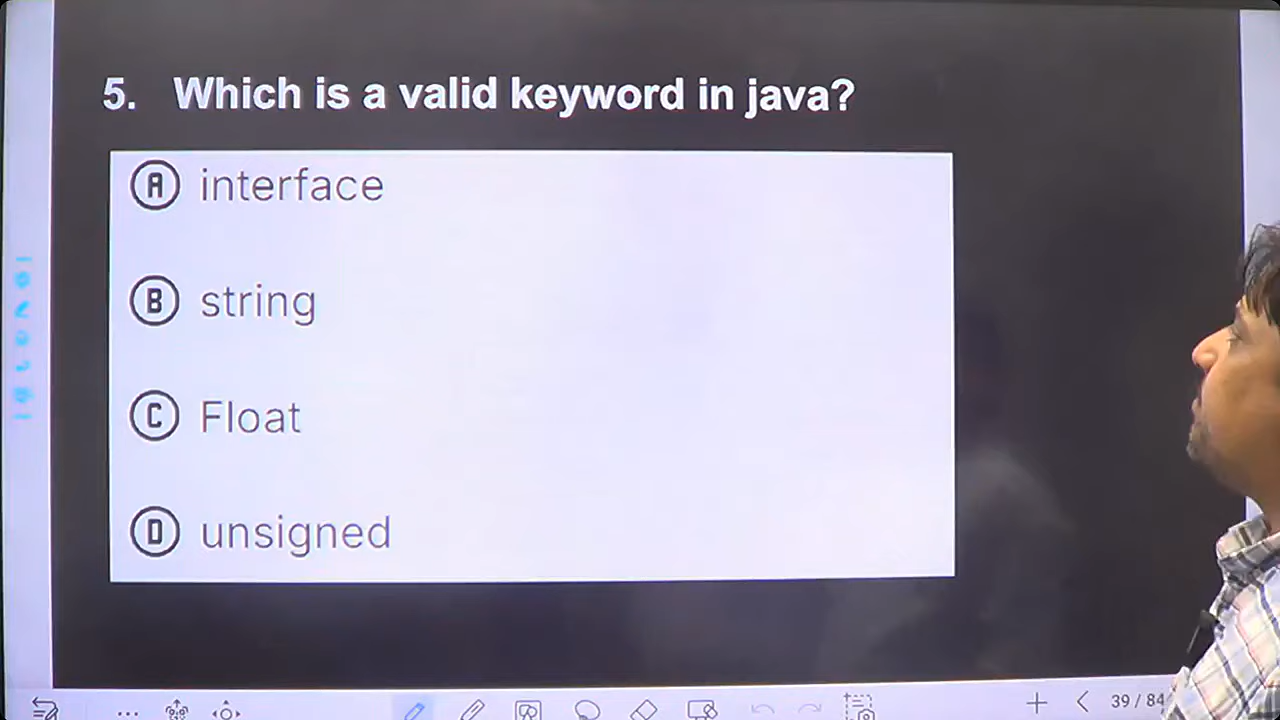 5. Which is a valid keyword in java?
A interface
B string
C Float
D unsigned
39 / 84